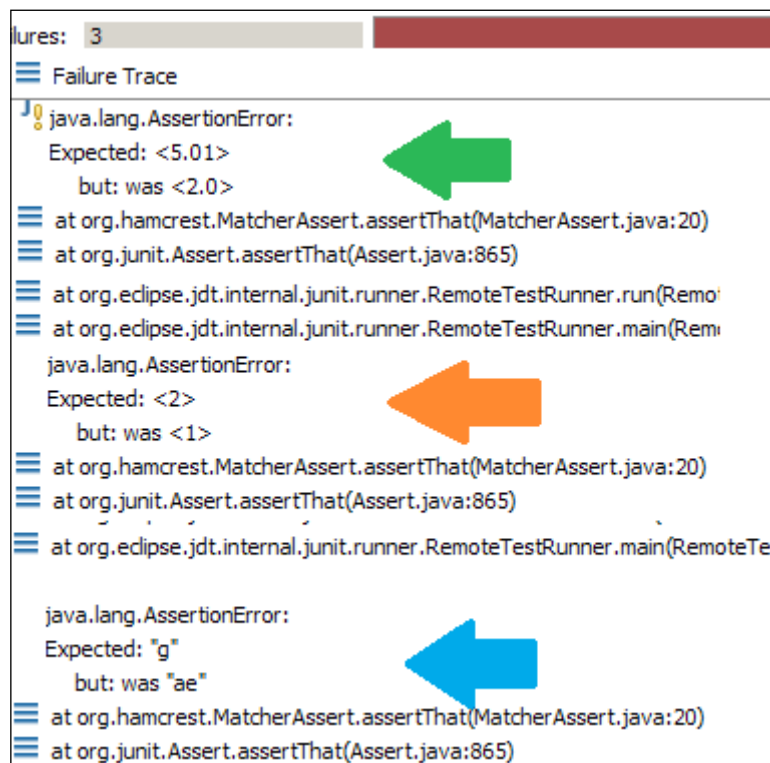 lures: 3
Failure Trace
java.lang.AssertionError:
Expected: <5.01>
but: was <2.0>
at org.hamcrest.MatcherAssert.assertThat(MatcherAssert.java:20)
at org.junit.Assert.assertThat(Assert.java:865)
at org.eclipse.jdt.internal.junit.runner.RemoteTestRunner.run(Remot
at org.eclipse.jdt.internal.junit.runner.RemoteTestRunner.main(Rem
java.lang.AssertionError:
Expected: <2>
but: was <1>
at org.hamcrest.MatcherAssert.assertThat(MatcherAssert.java:20)
at org.junit.Assert.assertThat(Assert.java:865)
at org.eclipse.jdt.internal.junit.runner.RemoteTestRunner.main(RemoteTe
java.lang.AssertionError:
Expected: "g"
but: was "ae"
at org.hamcrest.MatcherAssert.assertThat(MatcherAssert.java:20)
at org.junit.Assert.assertThat(Assert.java:865)